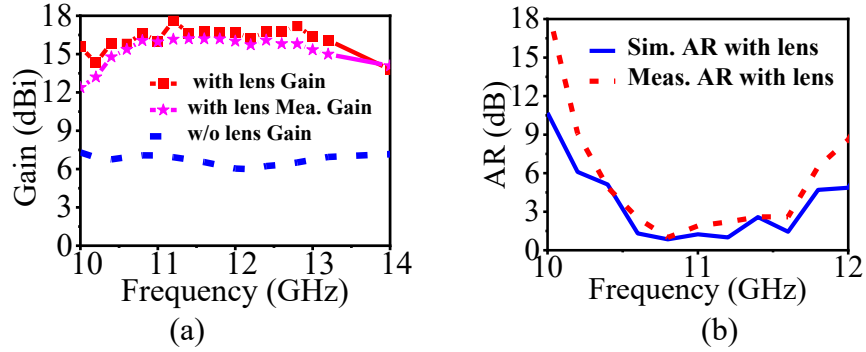 18
15
12
9
6
3
0
Gain (dBi)
with lens Gain
with lens Mea. Gain
w/o lens Gain
10 11 12 13 14
Frequency (GHz)
(a)
18
15
12
9
6
3
0
AR (dB)
Sim. AR with lens
Meas. AR with lens
10 11 12
Frequency (GHz)
(b)